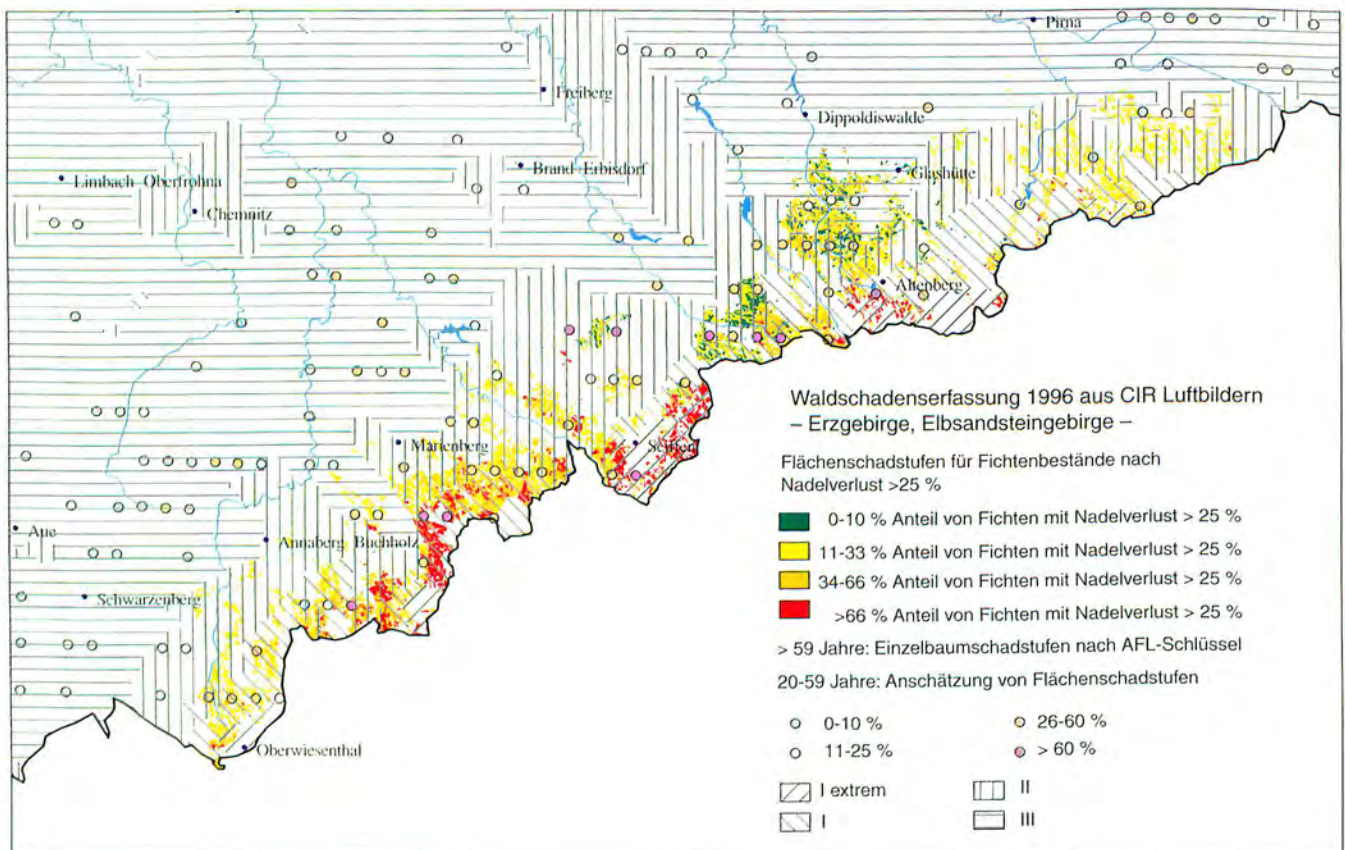 Pirna
Freiberg
Dippoldiswalde
Brand Erbisdorf
Glashütte
Limbach Oberfrohna
Chemnitz
Altenberg
Waldschadenserfassung 1996 aus CIR Luftbildern
– Erzgebirge, Elbsandsteingebirge –
Marienberg
Seiffen
Flächenschadstufen für Fichtenbestände nach
Nadelverlust >25 %
0-10 % Anteil von Fichten mit Nadelverlust > 25 %
Aue
Annaberg Buchholz
11-33 % Anteil von Fichten mit Nadelverlust > 25 %
34-66 % Anteil von Fichten mit Nadelverlust > 25 %
Schwarzenberg
>66 % Anteil von Fichten mit Nadelverlust > 25 %
> 59 Jahre: Einzelbaumschadstufen nach AFL-Schlüssel
20-59 Jahre: Anschätzung von Flächenschadstufen
0-10 %
26-60 %
Oberwiesenthal
11-25 %
> 60 %
I extrem
II
I
III